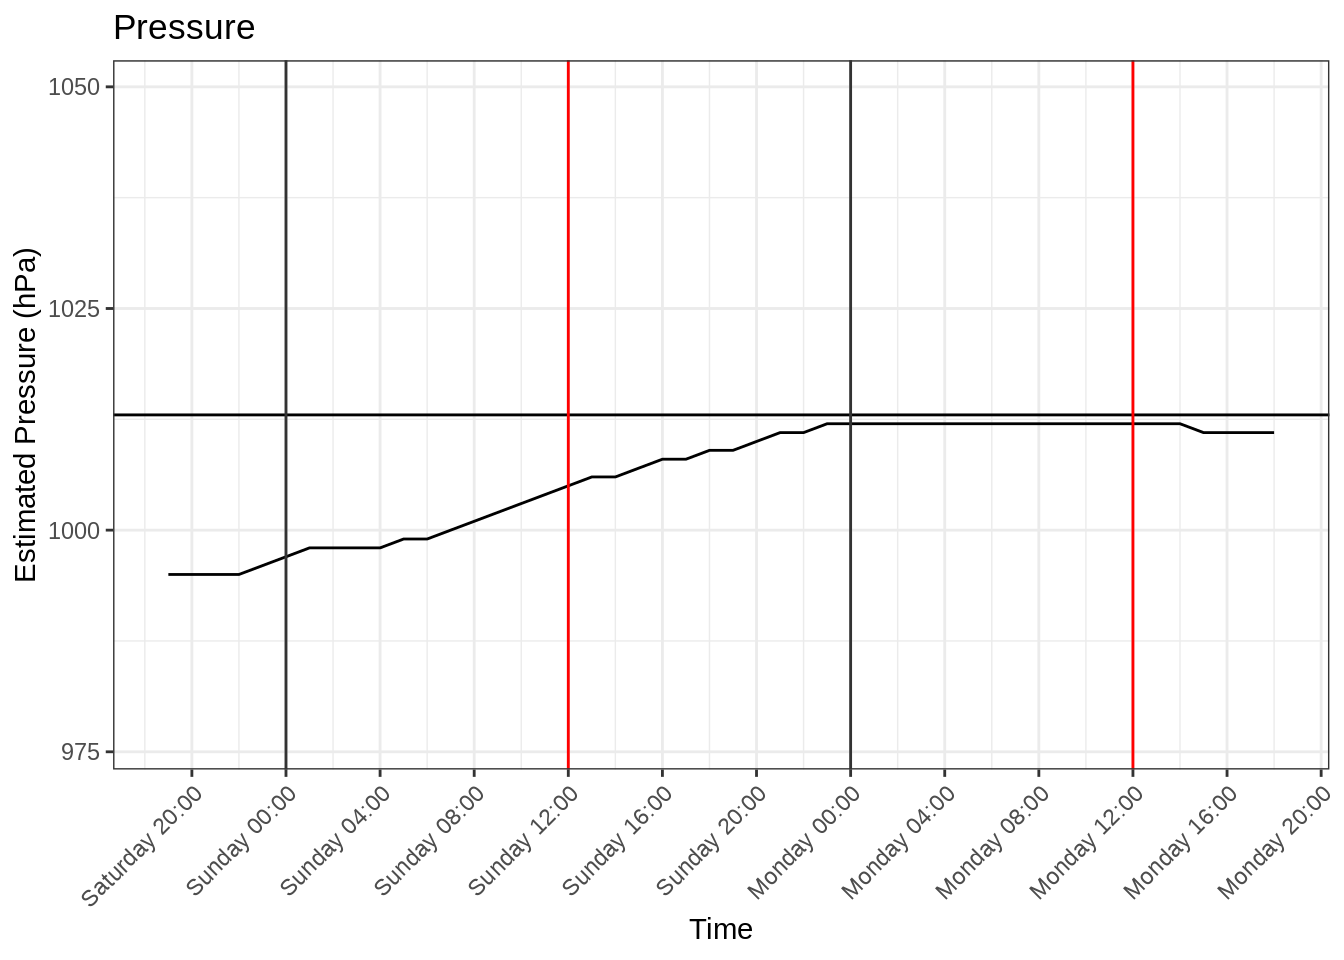 Pressure
Estimated Pressure (hPa)
1050
1025
1000
975
Saturday 20:00
Sunday 00:00
Sunday 04:00
Sunday 08:00
Sunday 12:00
Sunday 16:00
Sunday 20:00
Monday 00:00
Monday 04:00
Monday 08:00
Monday 12:00
Monday 16:00
Monday 20:00
Time